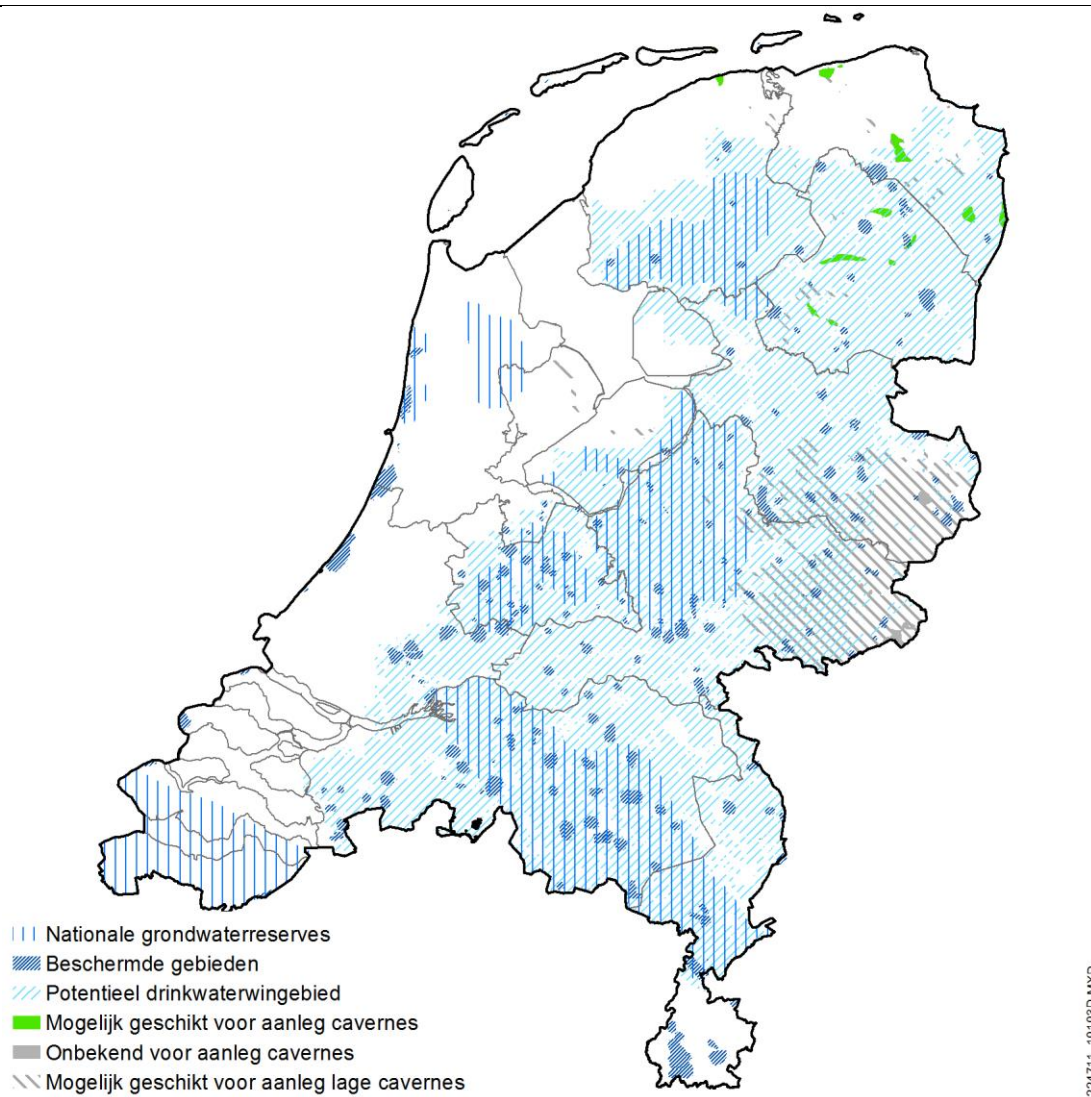 Nationale grondwaterreserves
Beschermde gebieden
Potentieel drinkwaterwingebied
Mogelijk geschikt voor aanleg cavernes
Onbekend voor aanleg cavernes
Mogelijk geschikt voor aanleg lage cavernes